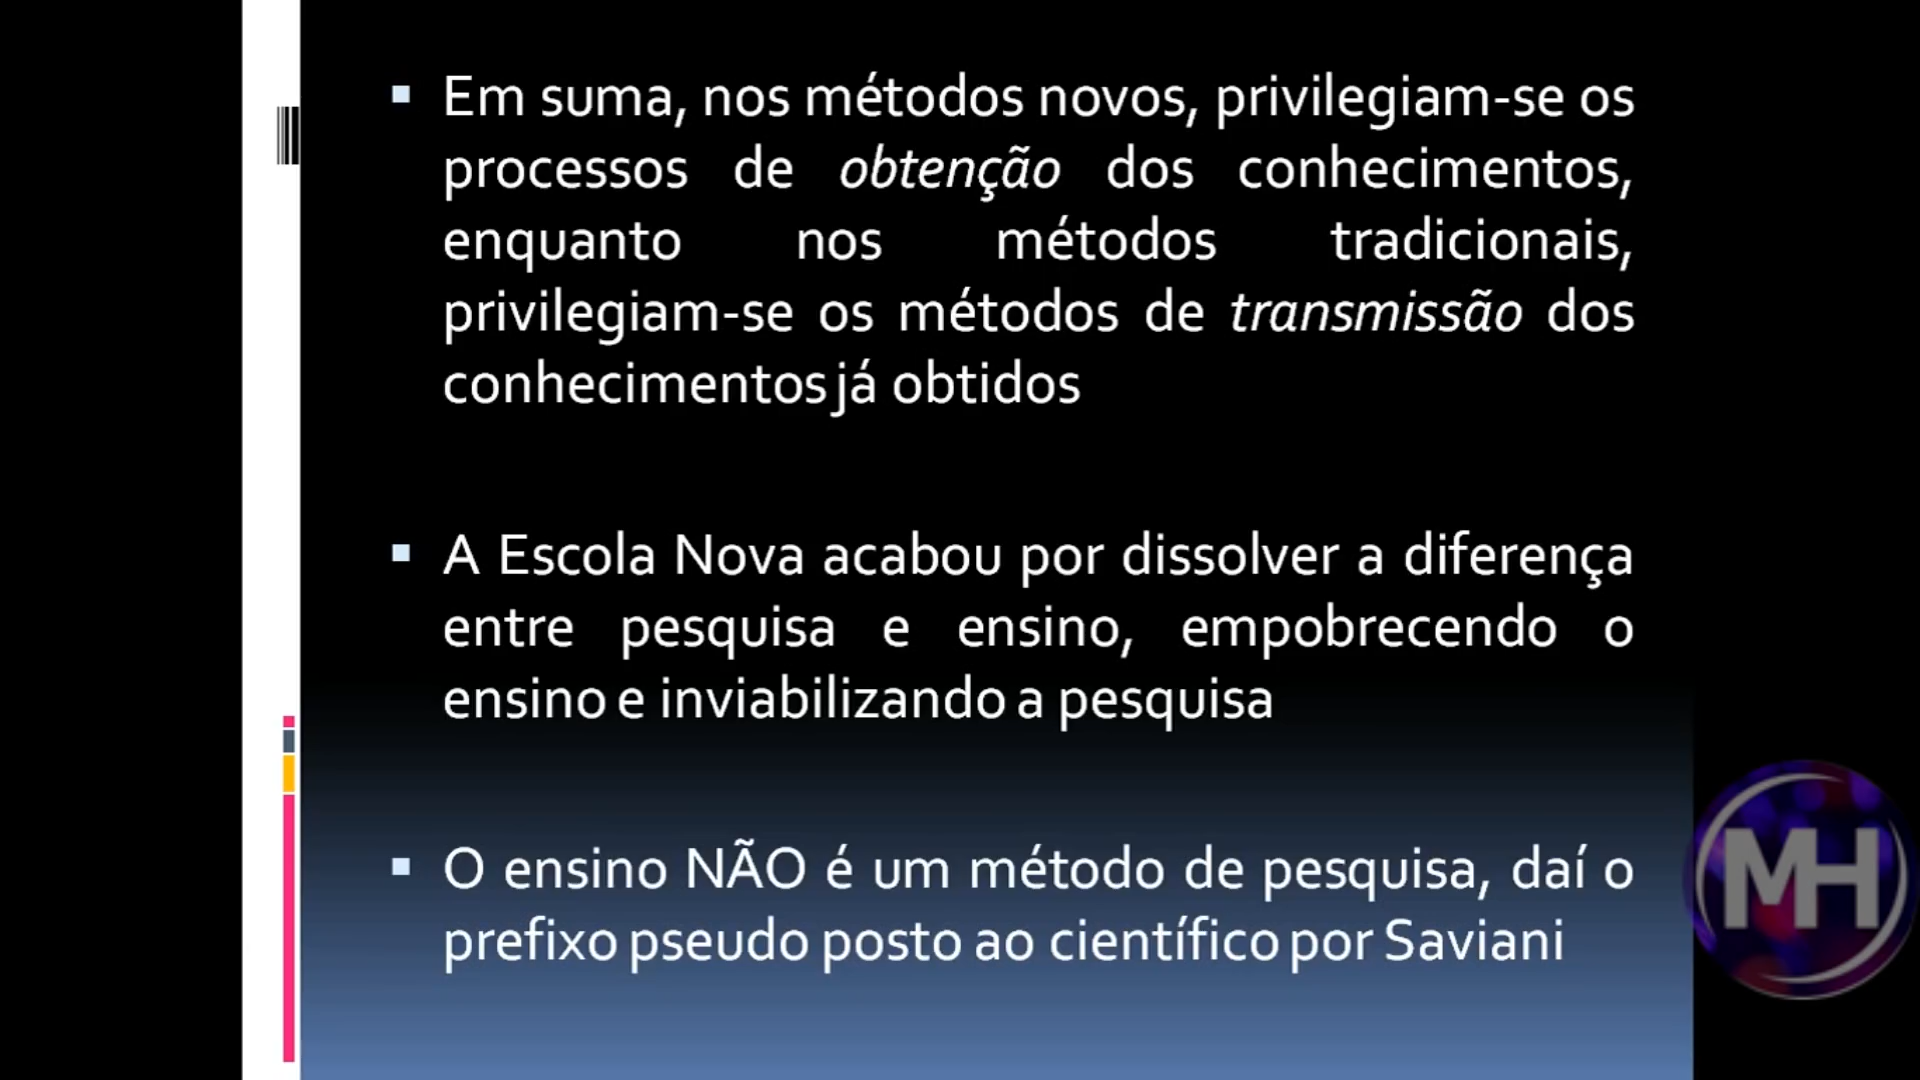 Em suma, nos métodos novos, privilegiam-se os
processos de obtenção dos conhecimentos,
enquanto nos métodos tradicionais,
privilegiam-se os métodos de transmissão dos
conhecimentos já obtidos
A Escola Nova acabou por dissolver a diferença
entre pesquisa e ensino, empobrecendo o
ensino e inviabilizando a pesquisa
O ensino NÃO é um método de pesquisa, daí o
prefixo pseudo posto ao científico por Saviani
MH